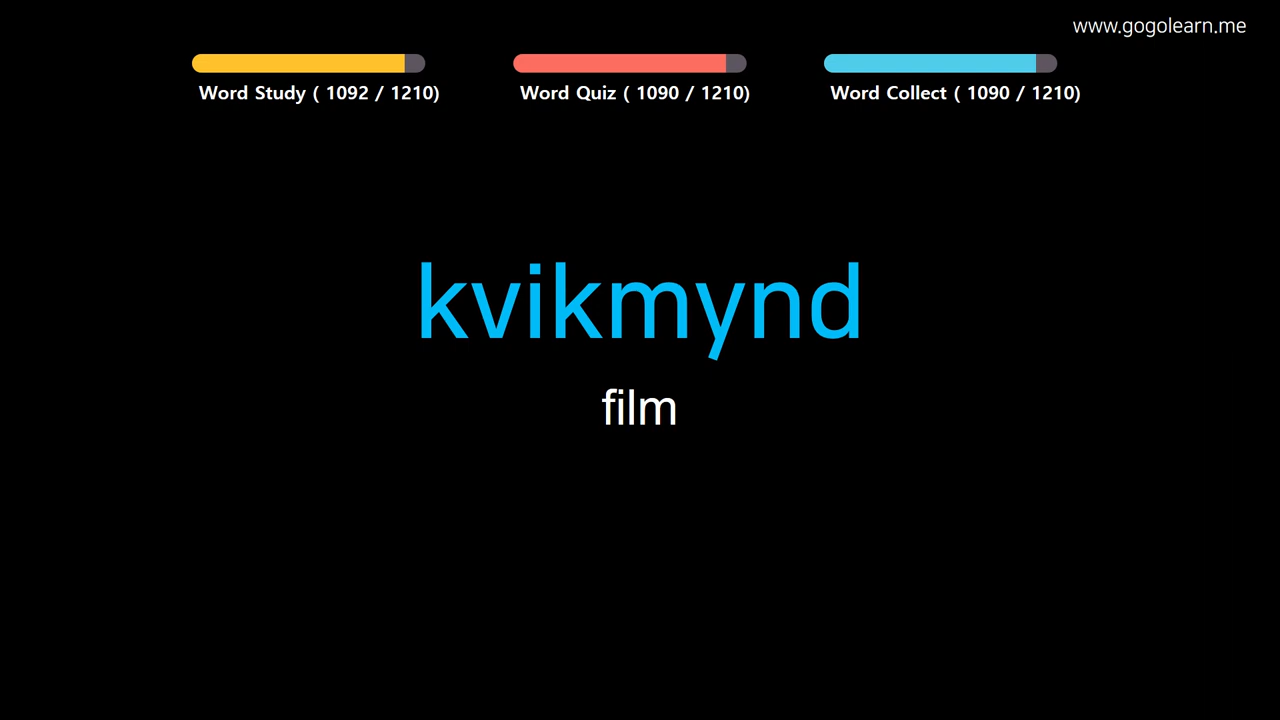 www.gogolearn.me
Word Study ( 1092 / 1210)
Word Quiz ( 1090 / 1210)
Word Collect ( 1090 / 1210)
kvikmynd
film